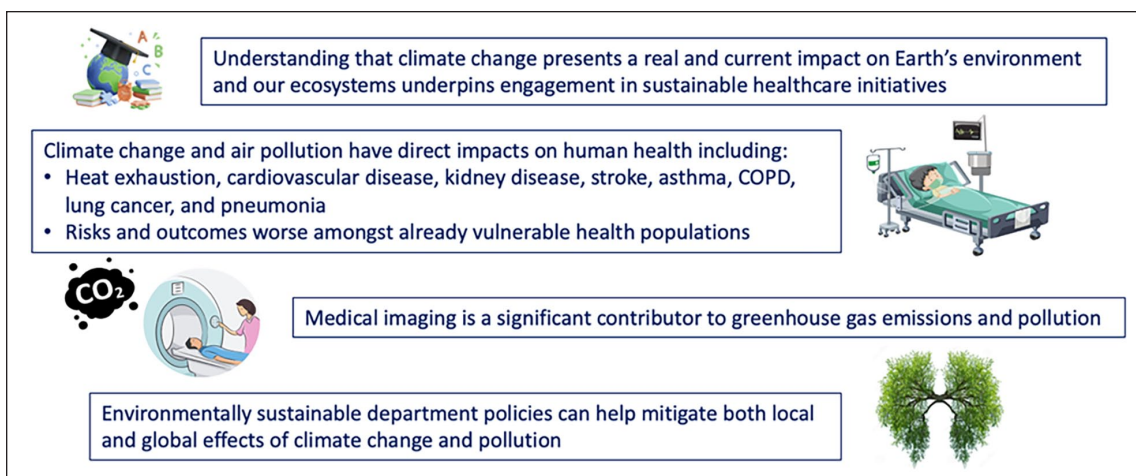 A
B
C
Understanding that climate change presents a real and current impact on Earth's environment
and our ecosystems underpins engagement in sustainable healthcare initiatives
Climate change and air pollution have direct impacts on human health including:
• Heat exhaustion, cardiovascular disease, kidney disease, stroke, asthma, COPD,
lung cancer, and pneumonia
• Risks and outcomes worse amongst already vulnerable health populations
CO₂
Medical imaging is a significant contributor to greenhouse gas emissions and pollution
Environmentally sustainable department policies can help mitigate both local
and global effects of climate change and pollution